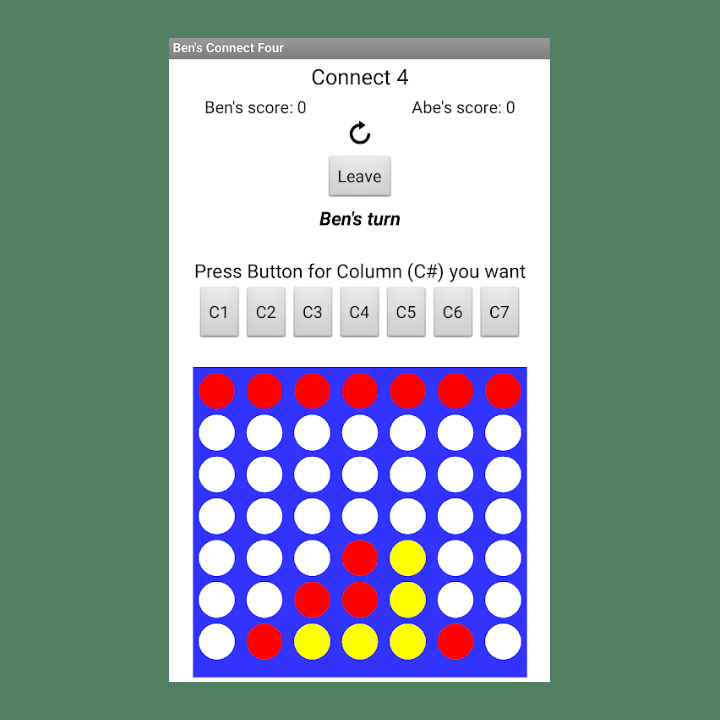 Ben's Connect Four
Connect 4
Ben's score: 0 Abe's score: 0
Leave
Ben's turn
Press Button for Column (C#) you want
C1 C2 C3 C4 C5 C6 C7